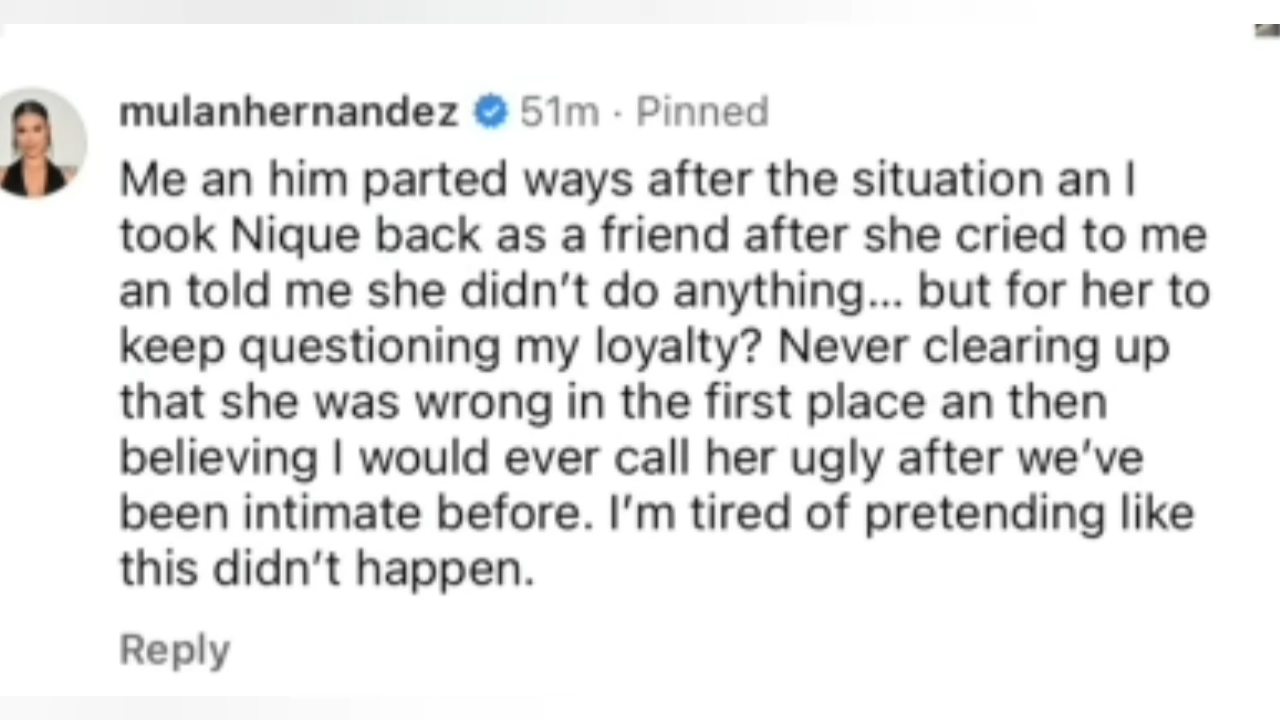 mulanhernandez 51m · Pinned
Me an him parted ways after the situation an I
took Nique back as a friend after she cried to me
an told me she didn’t do anything... but for her to
keep questioning my loyalty? Never clearing up
that she was wrong in the first place an then
believing I would ever call her ugly after we’ve
been intimate before. I’m tired of pretending like
this didn’t happen.
Reply